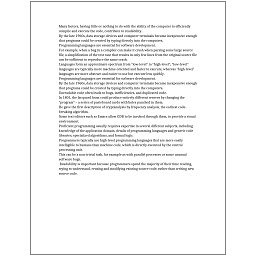 Many factors, having little or nothing to do with the ability of the computer to efficiently
compile and execute the code, contribute to readability.
By the late 1960s, data storage devices and computer terminals became inexpensive enough
that programs could be created by typing directly into the computers.
Programming languages are essential for software development.
For example, when a bug in a compiler can make it crash when parsing some large source
file, a simplification of the test case that results in only few lines from the original source file
can be sufficient to reproduce the same crash.
Languages form an approximate spectrum from "low-level" to "high-level"; "low-level"
languages are typically more machine-oriented and faster to execute, whereas "high-level"
languages are more abstract and easier to use but execute less quickly.
Programming languages are essential for software development.
By the late 1960s, data storage devices and computer terminals became inexpensive enough
that programs could be created by typing directly into the computers.
Unreadable code often leads to bugs, inefficiencies, and duplicated code.
In 1801, the Jacquard loom could produce entirely different weaves by changing the
"program" – a series of pasteboard cards with holes punched in them.
He gave the first description of cryptanalysis by frequency analysis, the earliest code-
breaking algorithm.
Some text editors such as Emacs allow GDB to be invoked through them, to provide a visual
environment.
Proficient programming usually requires expertise in several different subjects, including
knowledge of the application domain, details of programming languages and generic code
libraries, specialized algorithms, and formal logic.
Programmers typically use high-level programming languages that are more easily
intelligible to humans than machine code, which is directly executed by the central
processing unit.
This can be a non-trivial task, for example as with parallel processes or some unusual
software bugs.
Readability is important because programmers spend the majority of their time reading,
trying to understand, reusing and modifying existing source code, rather than writing new
source code.